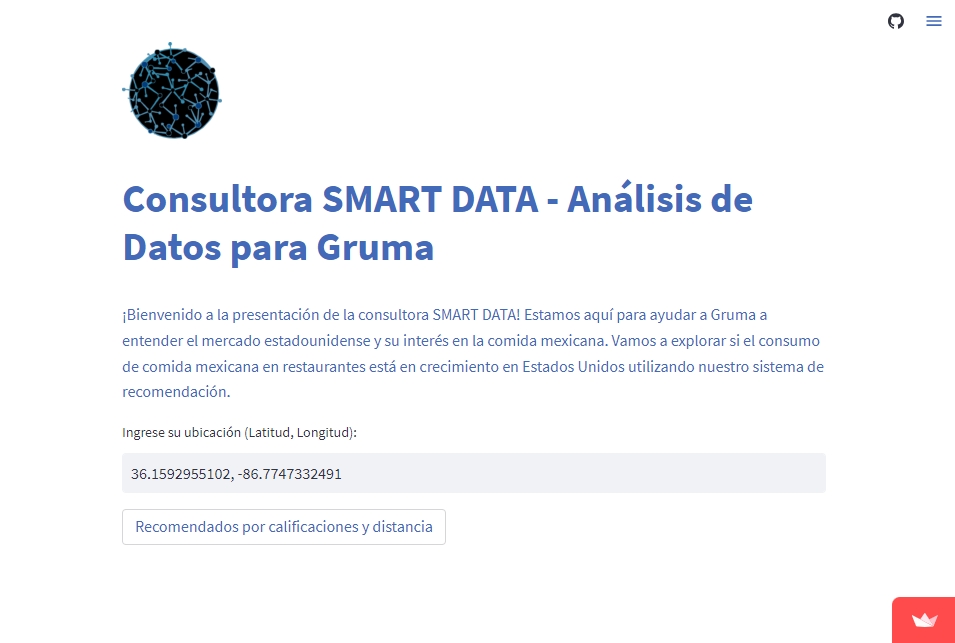 Consultora SMART DATA - Análisis de
Datos para Gruma
¡Bienvenido a la presentación de la consultora SMART DATA! Estamos aquí para ayudar a Gruma a
entender el mercado estadounidense y su interés en la comida mexicana. Vamos a explorar si el consumo
de comida mexicana en restaurantes está en crecimiento en Estados Unidos utilizando nuestro sistema de
recomendación.
Ingrese su ubicación (Latitud, Longitud):
36.1592955102, -86.7747332491
Recomendados por calificaciones y distancia